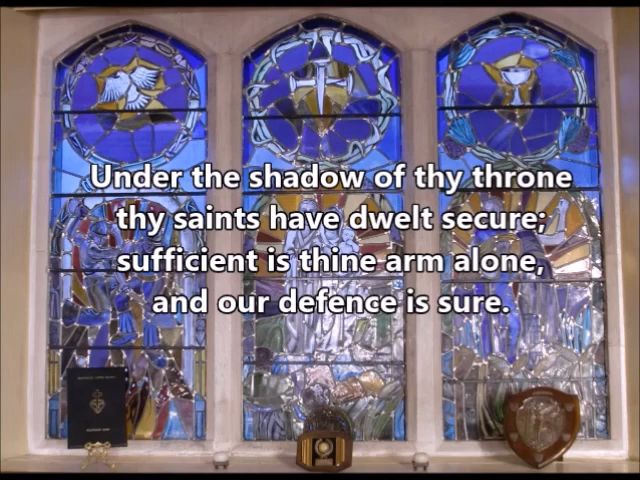 Under the shadow of thy throne
thy saints have dwelt secure;
sufficient is thine arm alone,
and our defence is sure.